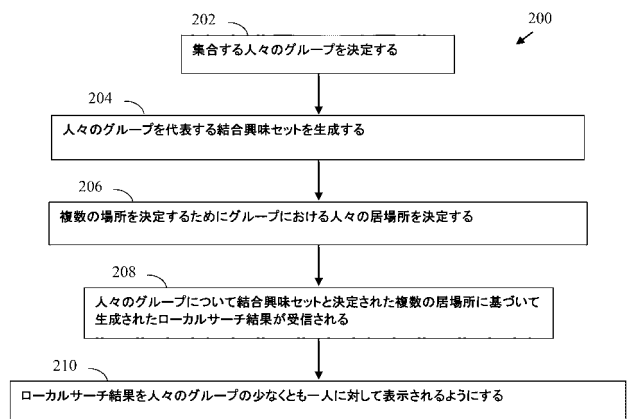 200
202
集合する人々のグループを決定する
204
人々のグループを代表する結合興味セットを生成する
206
複数の場所を決定するためにグループにおける人々の居場所を決定する
208
人々のグループについて結合興味セットと決定された複数の居場所に基づいて
生成されたローカルサーチ結果が受信される
210
ローカルサーチ結果を人々のグループの少なくとも一人に対して表示されるようにする